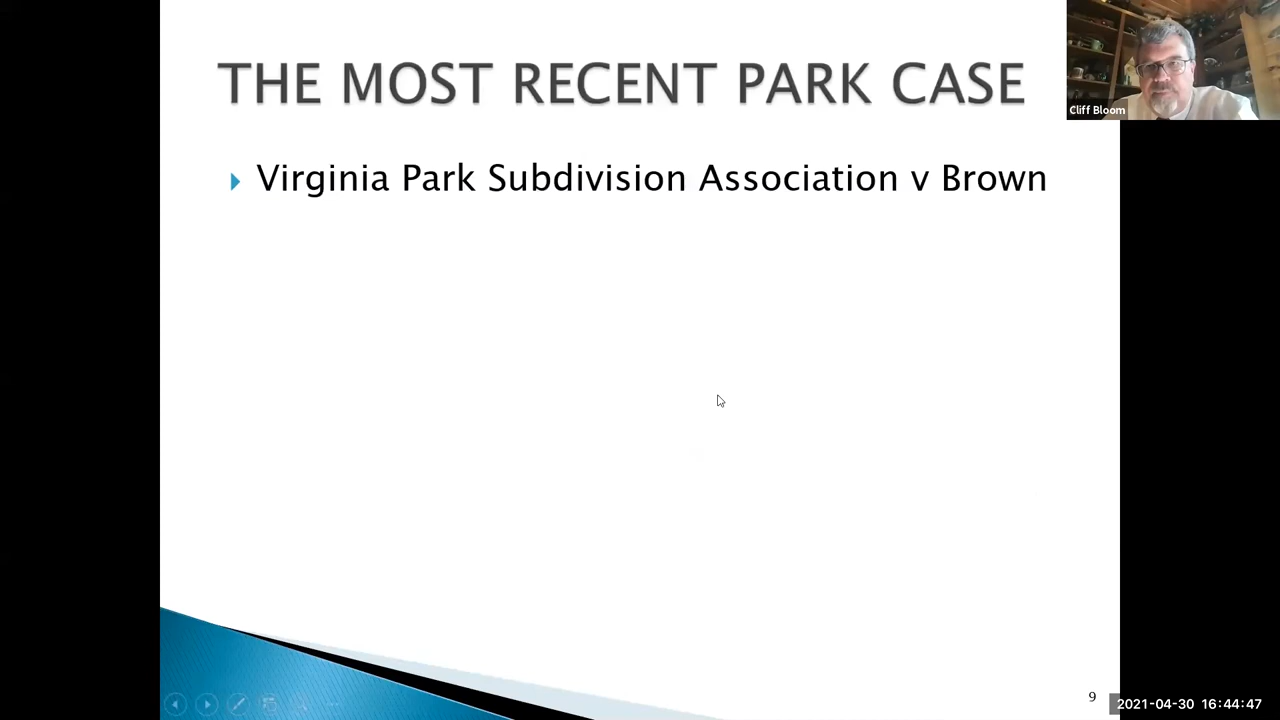 THE MOST RECENT PARK CASE
Cliff Bloom
Virginia Park Subdivision Association v Brown
9
2021-04-30 16:44:47